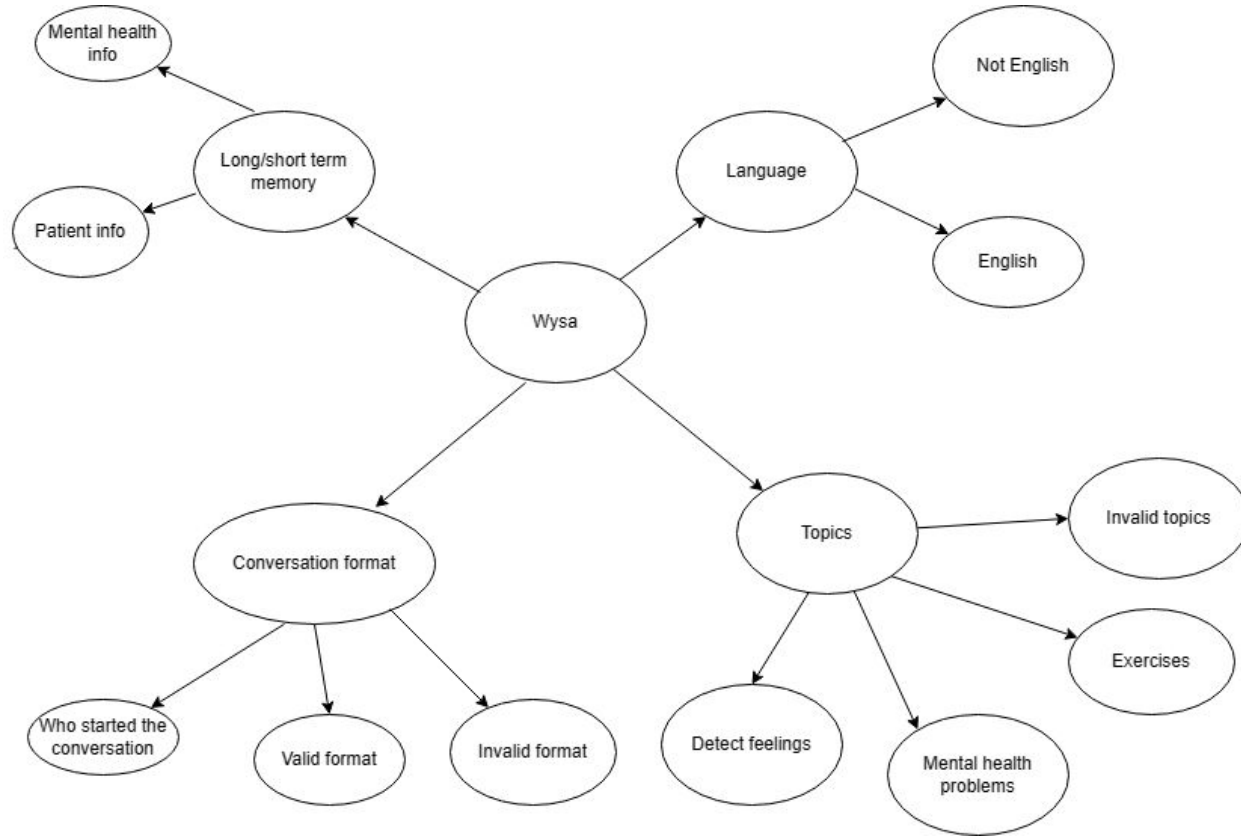 Mental health
info
Not English
Long/short term
memory
Language
Patient info
English
Wysa
Invalid topics
Topics
Conversation format
Exercises
Who started the
conversation
Valid format
Invalid format
Detect feelings
Mental health
problems